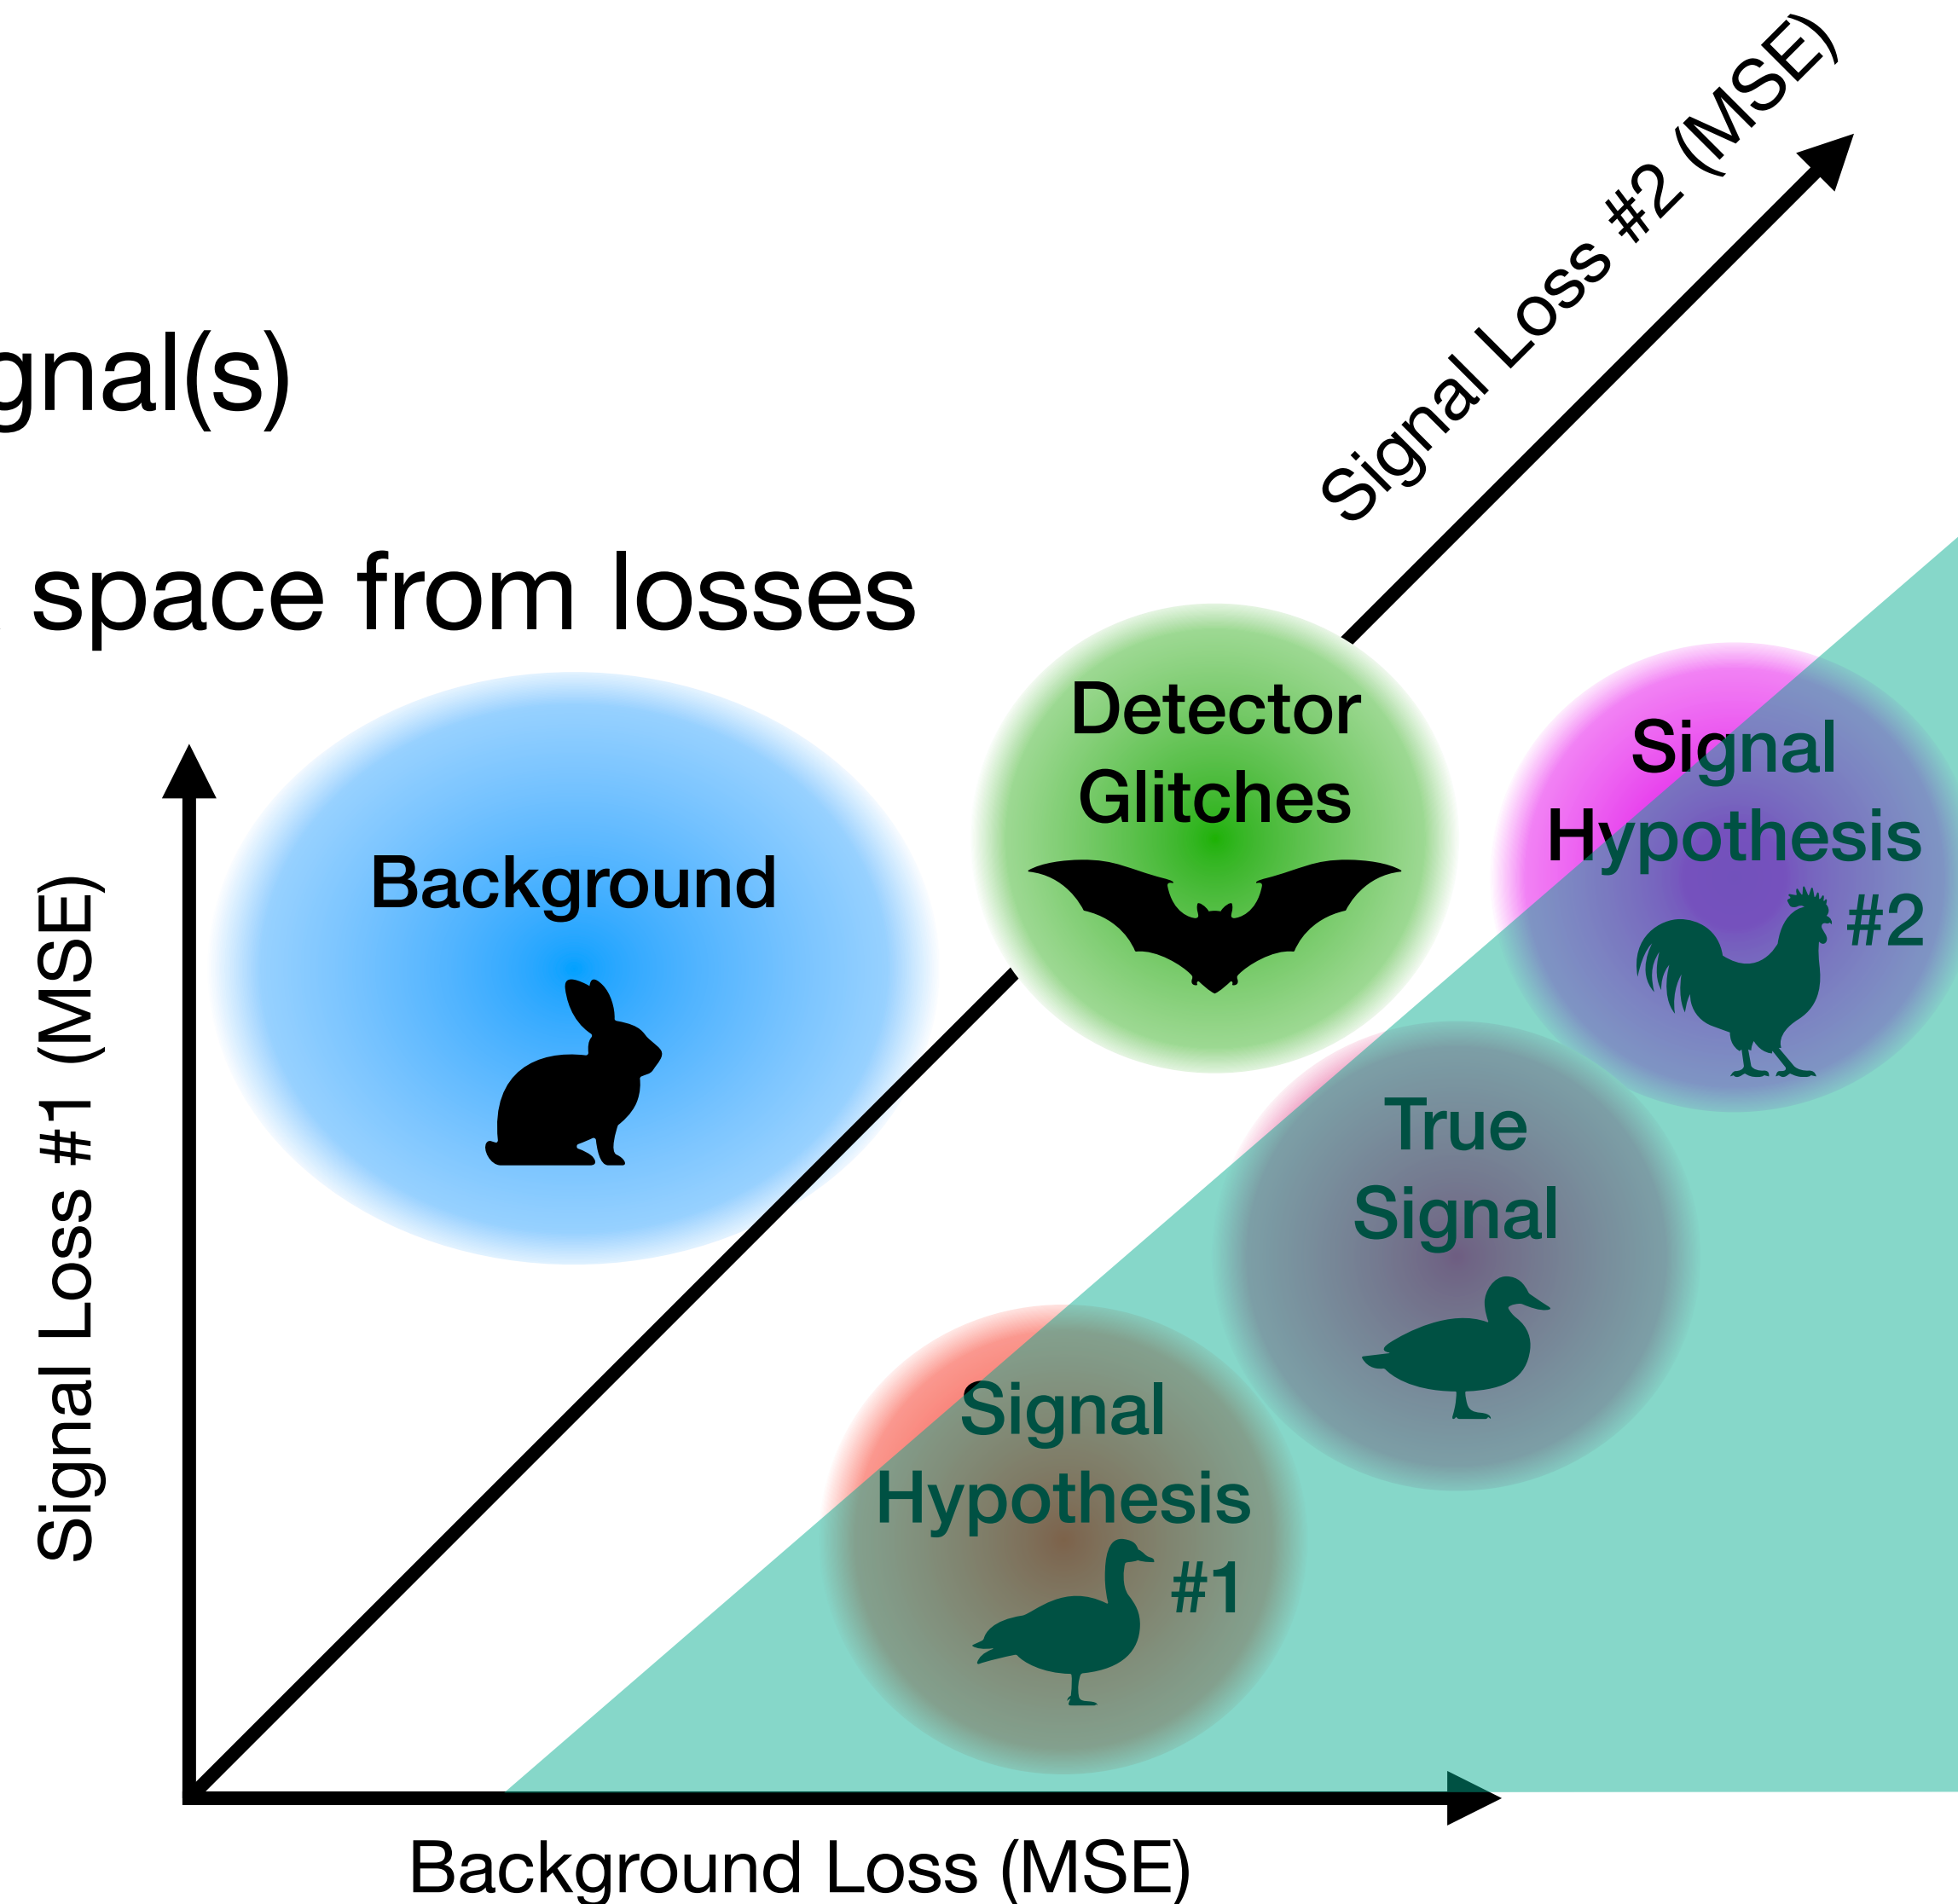 gnal(s)
space from losses
Signal Loss #2 (MSE)
Detector
Glitches
Signal
Hypothesis
#2
Background
True
Signal
Signal
Hypothesis
#1
Signal Loss #1 (MSE)
Background Loss (MSE)